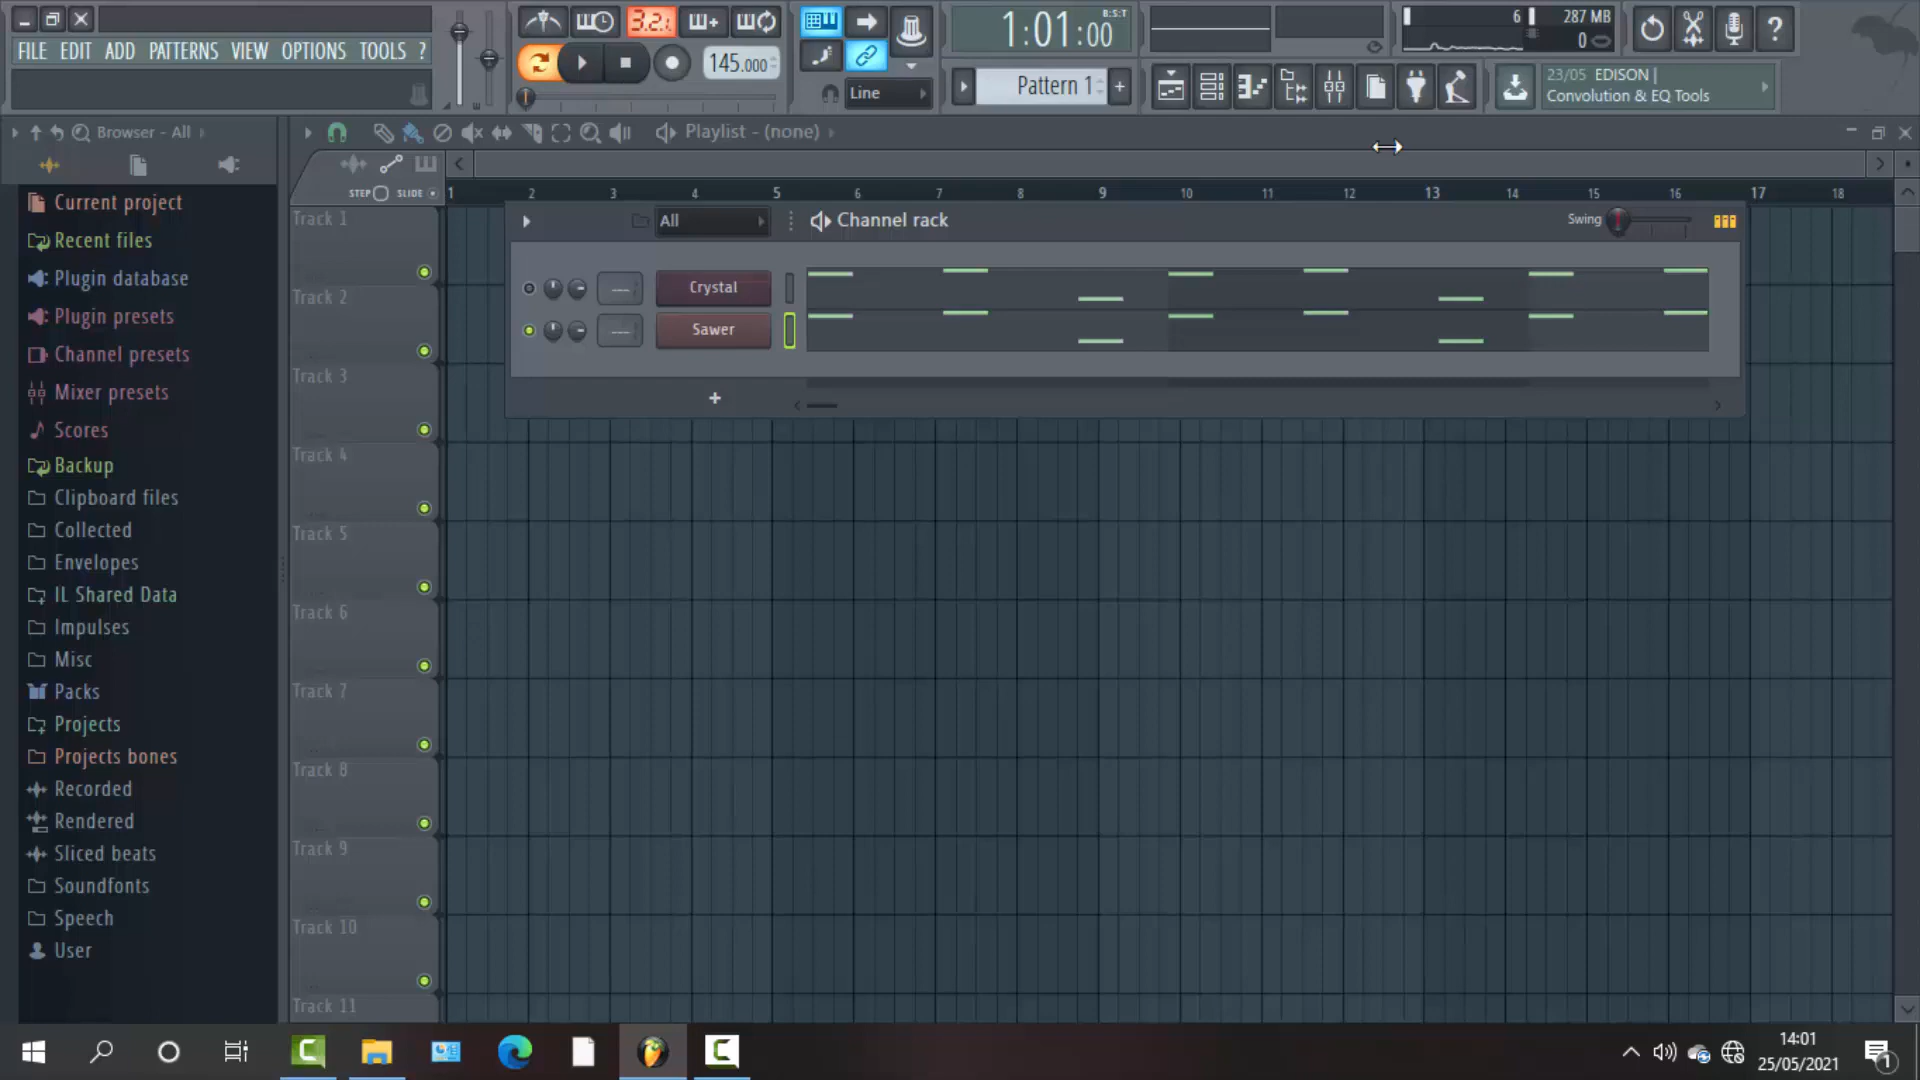 FILE EDIT ADD PATTERNS VIEW OPTIONS TOOLS ?
3.2.
145.000
Line
1:01:00
B:S:T
Pattern 1
+
6
287 MB
0
?
23/05 EDISON |
Convolution & EQ Tools
Browser - All
Playlist - (none)
STEP SLIDE
1 2 3 4 5 6 7 8 9 10 11 12 13 14 15 16 17 18
Current project
Recent files
Plugin database
Plugin presets
Channel presets
Mixer presets
Scores
Backup
Clipboard files
Collected
Envelopes
IL Shared Data
Impulses
Misc
Packs
Projects
Projects bones
Recorded
Rendered
Sliced beats
Soundfonts
Speech
User
Track 1
Track 2
Track 3
Track 4
Track 5
Track 6
Track 7
Track 8
Track 9
Track 10
Track 11
All
Channel rack
Swing
---
Crystal
---
Sawer
+
14:01
25/05/2021
1